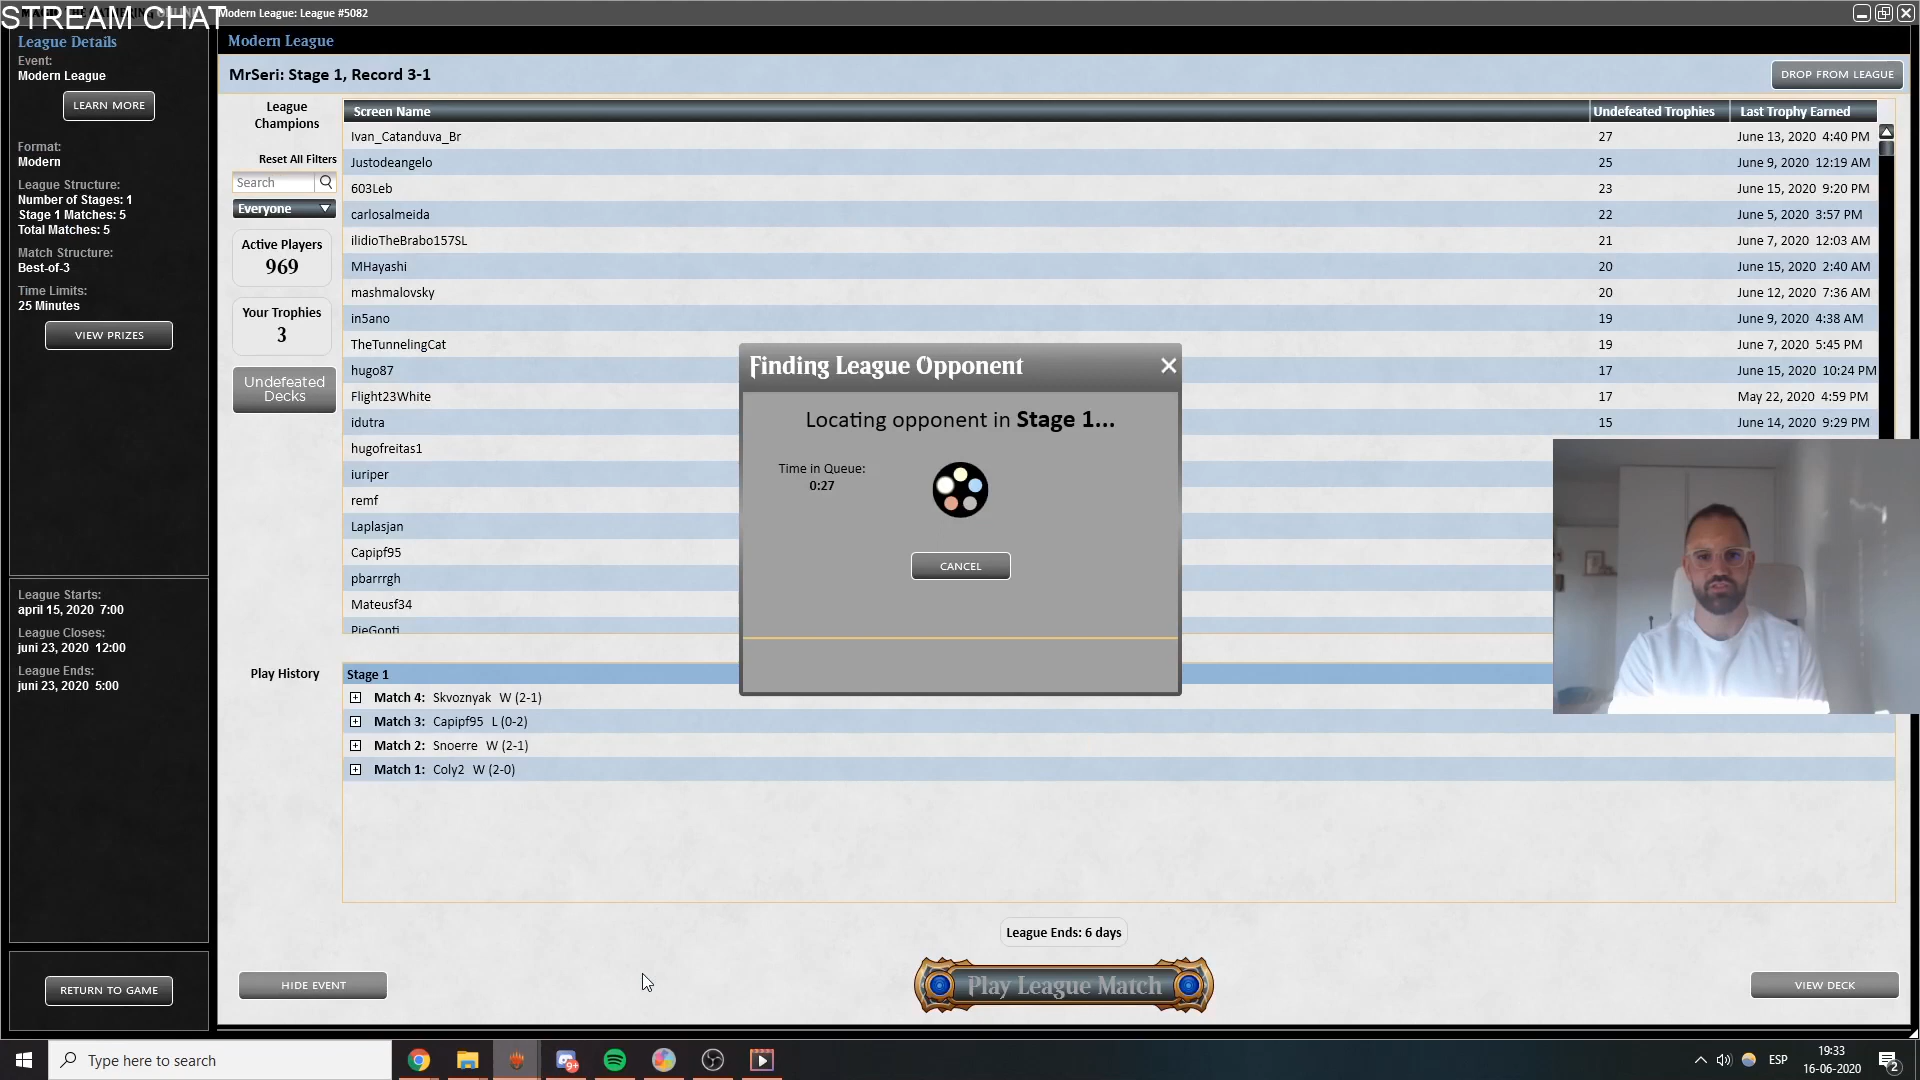 STREAM CHAT
Modern League: League #5082
League Details
Event:
Modern League
LEARN MORE
Format:
Modern
League Structure:
Number of Stages: 1
Stage 1 Matches: 5
Total Matches: 5
Match Structure:
Best-of-3
Time Limits:
25 Minutes
VIEW PRIZES
League Starts:
april 15, 2020 7:00
League Closes:
juni 23, 2020 12:00
League Ends:
juni 23, 2020 5:00
RETURN TO GAME
Modern League
MrSeri: Stage 1, Record 3-1
DROP FROM LEAGUE
League
Champions
Reset All Filters
Search
Everyone
Active Players
969
Your Trophies
3
Undefeated
Decks
Screen Name Undefeated Trophies Last Trophy Earned
Ivan_Catanduva_Br 27 June 13, 2020 4:40 PM
Justodeangelo 25 June 9, 2020 12:19 AM
603Leb 23 June 15, 2020 9:20 PM
carlosalmeida 22 June 5, 2020 3:57 PM
ilidioTheBrabo157SL 21 June 7, 2020 12:03 AM
MHayashi 20 June 15, 2020 2:40 AM
mashmalovsky 20 June 12, 2020 7:36 AM
in5ano 19 June 9, 2020 4:38 AM
TheTunnelingCat 19 June 7, 2020 5:45 PM
hugo87 17 June 15, 2020 10:24 PM
Flight23White 17 May 22, 2020 4:59 PM
idutra 15 June 14, 2020 9:29 PM
hugofreitas1
iuriper
remf
Laplasjan
Capipf95
pbarrrgh
Mateusf34
PieGonti
Finding League Opponent
Locating opponent in Stage 1...
Time in Queue:
0:27
CANCEL
Play History
Stage 1
Match 4: Skvoznyak W (2-1)
Match 3: Capipf95 L (0-2)
Match 2: Snoerre W (2-1)
Match 1: Coly2 W (2-0)
League Ends: 6 days
HIDE EVENT
Play League Match
VIEW DECK
Type here to search
9+
ESP
19:33
16-06-2020
2